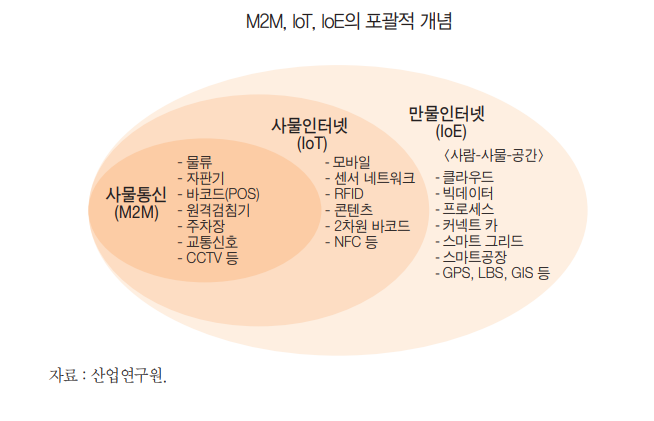 M2M, IoT, IoE의 포괄적 개념
사물통신
(M2M)
- 물류
- 자판기
- 바코드(POS)
- 원격검침기
- 주차장
- 교통신호
- CCTV 등
사물인터넷
(IoT)
- 모바일
- 센서 네트워크
- RFID
- 콘텐츠
- 2차원 바코드
- NFC 등
만물인터넷
(IoE)
〈사람-사물-공간〉
- 클라우드
- 빅데이터
- 프로세스
- 커넥트 카
- 스마트 그리드
- 스마트공장
- GPS, LBS, GIS 등
자료 : 산업연구원.